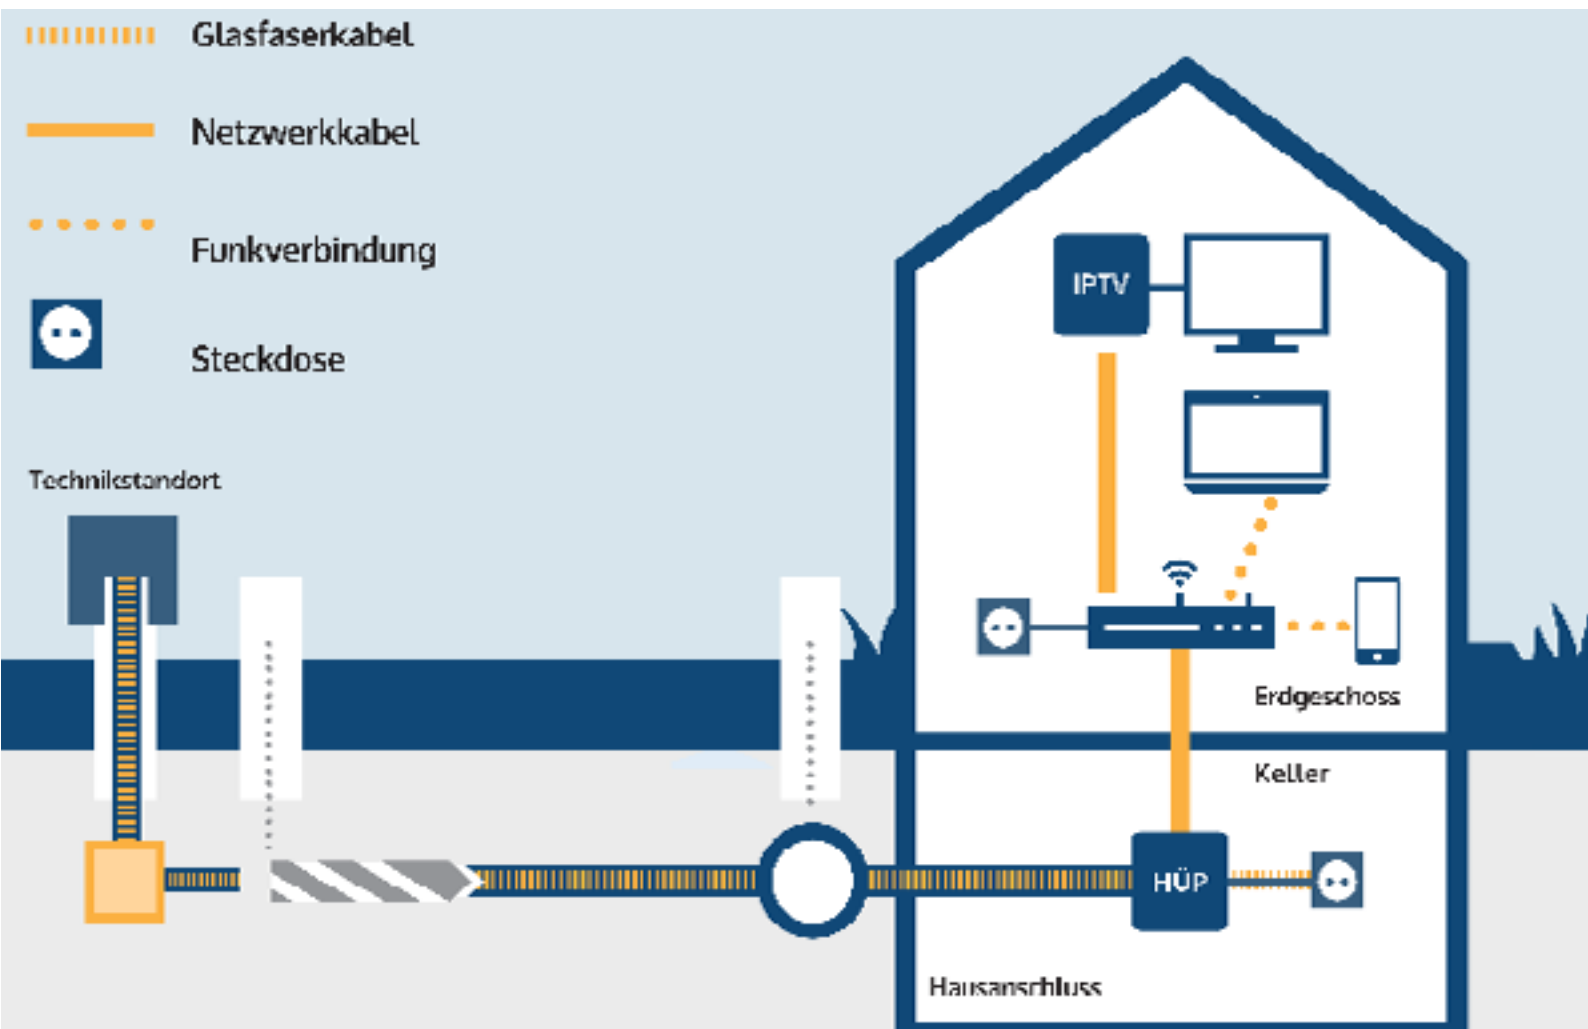 Glasfaserkabel
Netzwerkkabel
Funkverbindung
Steckdose
Technikstandort
IPTV
Erdgeschoss
Keller
HÜP
Hausanschluss